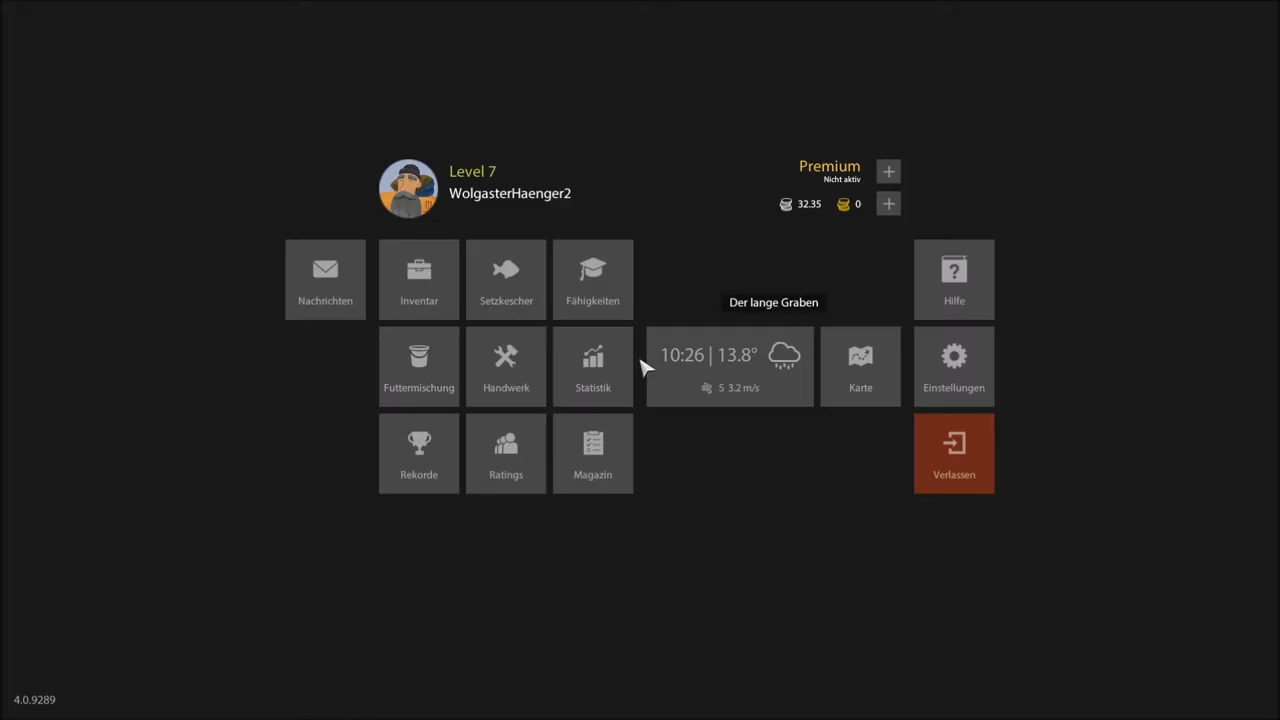 Level 7
WolgasterHaenger2
Premium
Nicht aktiv
32.35 0
Nachrichten
Inventar
Setzkescher
Fähigkeiten
Der lange Graben
Hilfe
Futtermischung
Handwerk
Statistik
10:26 | 13.8°
S 3.2 m/s
Karte
Einstellungen
Rekorde
Ratings
Magazin
Verlassen
4.0.9289